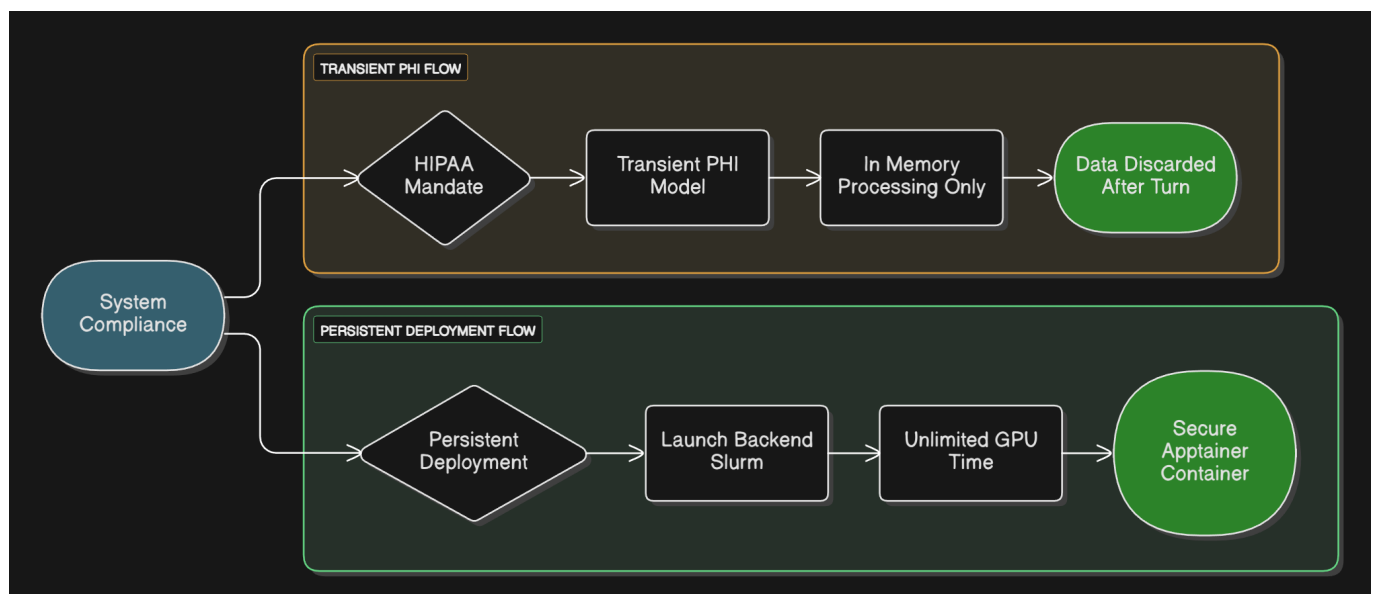 TRANSIENT PHI FLOW
HIPAA
Mandate
Transient PHI
Model
In Memory
Processing Only
Data Discarded
After Turn
System
Compliance
PERSISTENT DEPLOYMENT FLOW
Persistent
Deployment
Launch Backend
Slurm
Unlimited GPU
Time
Secure
Apptainer
Container